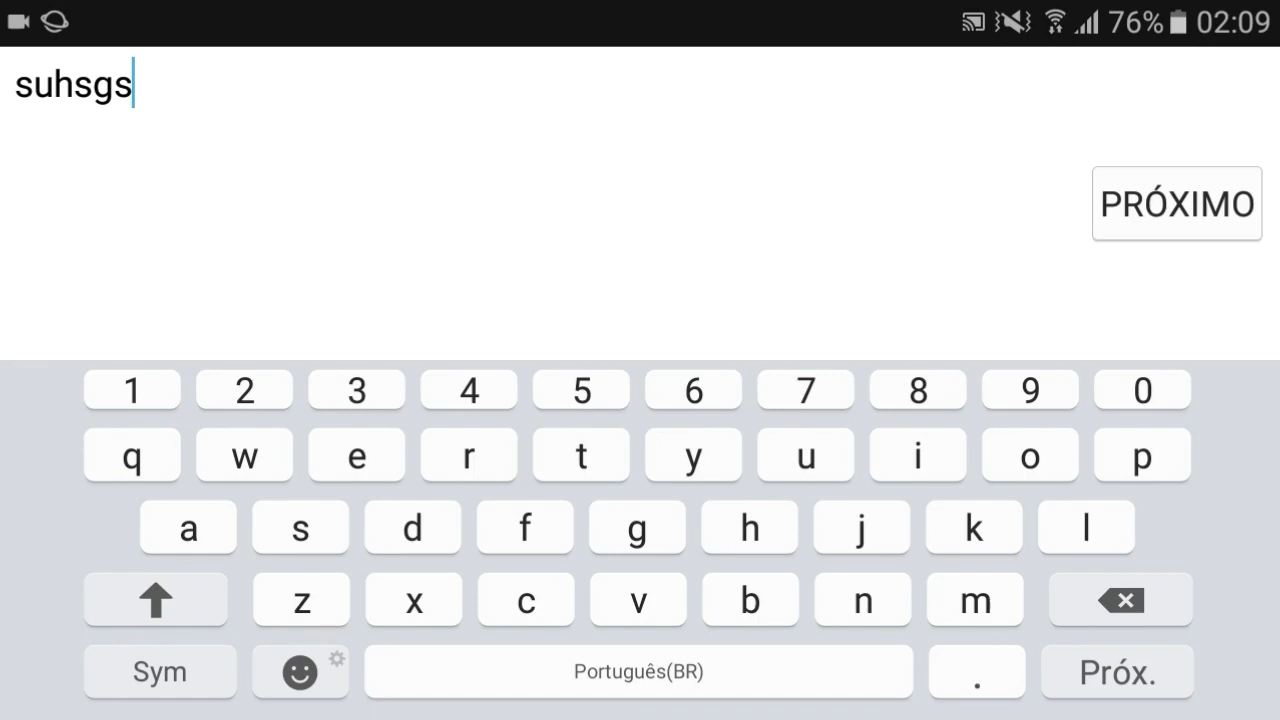 76% 02:09
suhsgs
PRÓXIMO
1 2 3 4 5 6 7 8 9 0
q w e r t y u i o p
a s d f g h j k l
z x c v b n m
Sym Português(BR) . Próx.